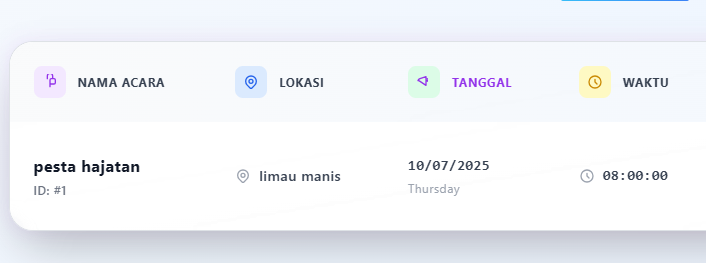 NAMA ACARA LOKASI TANGGAL WAKTU
pesta hajatan
ID: #1
limau manis
10/07/2025
Thursday
08:00:00